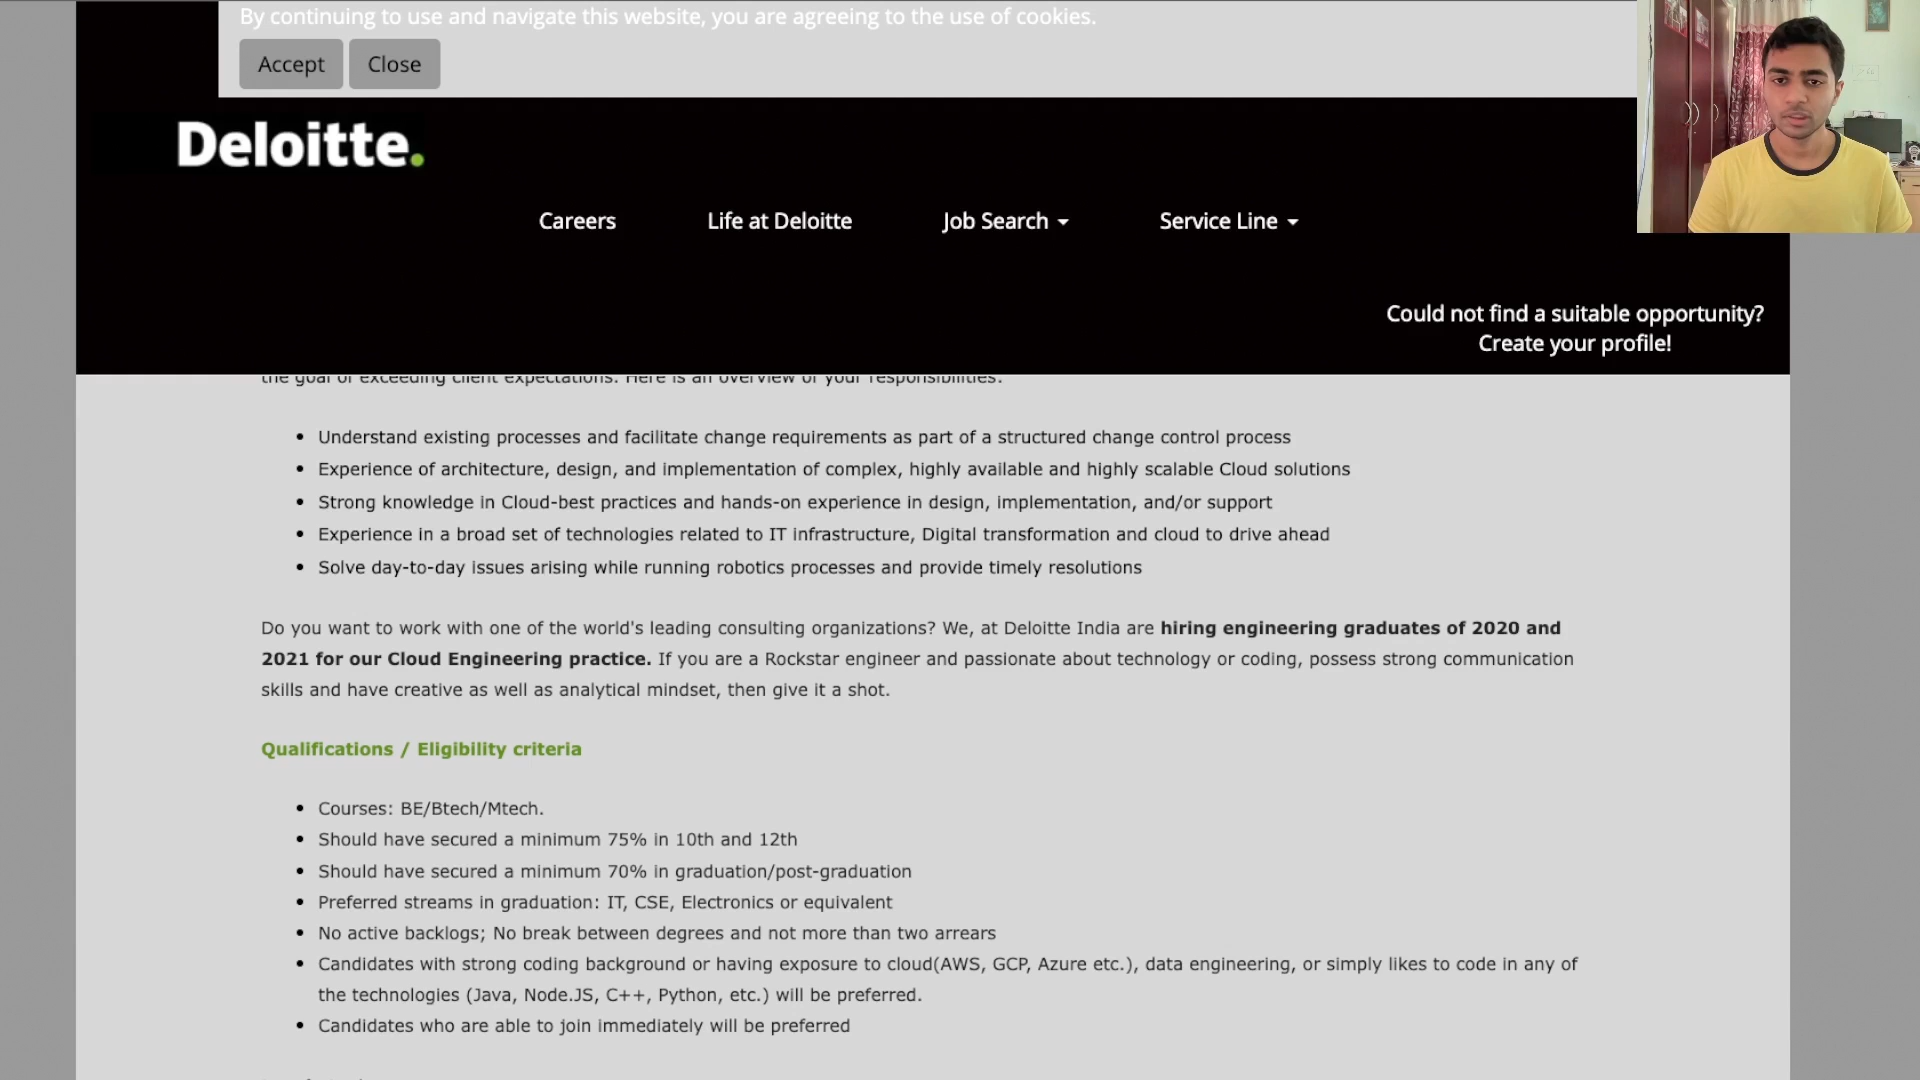 By continuing to use and navigate this website, you are agreeing to the use of cookies.
Accept Close
Deloitte.
Careers Life at Deloitte Job Search Service Line
Could not find a suitable opportunity?
Create your profile!
the goal of exceeding client expectations. Here is an overview of your responsibilities:
• Understand existing processes and facilitate change requirements as part of a structured change control process
• Experience of architecture, design, and implementation of complex, highly available and highly scalable Cloud solutions
• Strong knowledge in Cloud-best practices and hands-on experience in design, implementation, and/or support
• Experience in a broad set of technologies related to IT infrastructure, Digital transformation and cloud to drive ahead
• Solve day-to-day issues arising while running robotics processes and provide timely resolutions
Do you want to work with one of the world's leading consulting organizations? We, at Deloitte India are hiring engineering graduates of 2020 and
2021 for our Cloud Engineering practice. If you are a Rockstar engineer and passionate about technology or coding, possess strong communication
skills and have creative as well as analytical mindset, then give it a shot.
Qualifications / Eligibility criteria
• Courses: BE/Btech/Mtech.
• Should have secured a minimum 75% in 10th and 12th
• Should have secured a minimum 70% in graduation/post-graduation
• Preferred streams in graduation: IT, CSE, Electronics or equivalent
• No active backlogs; No break between degrees and not more than two arrears
• Candidates with strong coding background or having exposure to cloud(AWS, GCP, Azure etc.), data engineering, or simply likes to code in any of
the technologies (Java, Node.JS, C++, Python, etc.) will be preferred.
• Candidates who are able to join immediately will be preferred